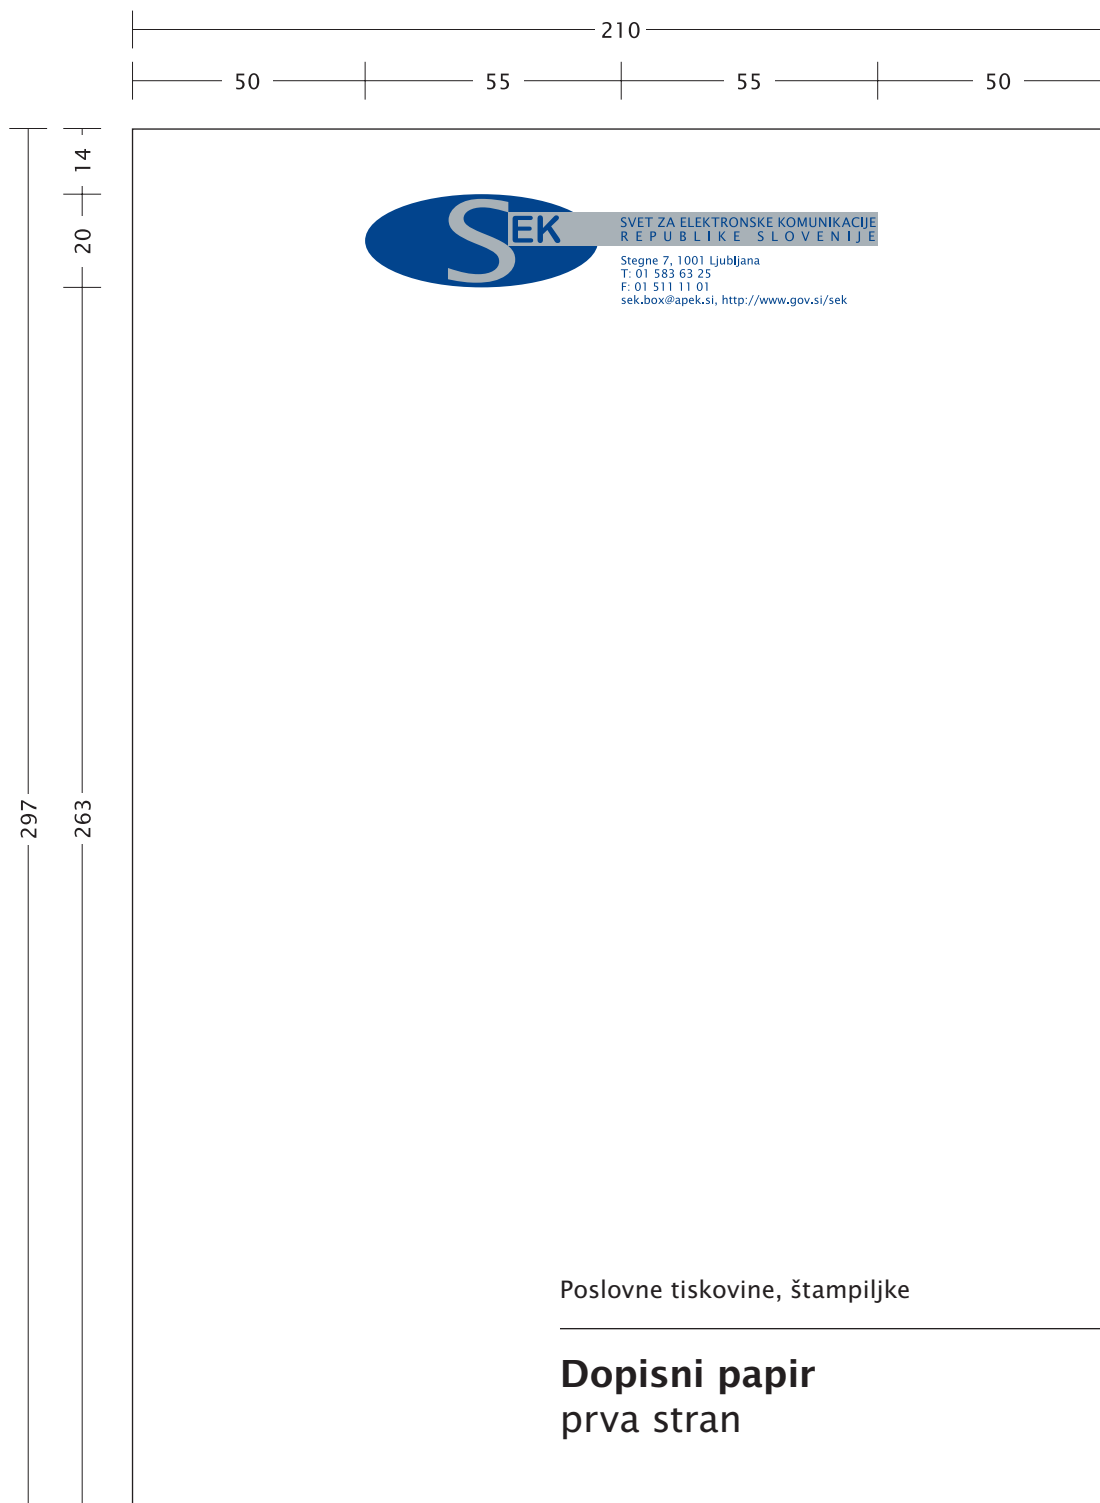 210
50 55 55 50
14
20
SEK
SVET ZA ELEKTRONSKE KOMUNIKACIJE
REPUBLIKE SLOVENIJE
Stegne 7, 1001 Ljubljana
T: 01 583 63 25
F: 01 511 11 01
sek.box@apek.si, http://www.gov.si/sek
297
263
Poslovne tiskovine, štampiljke
Dopisni papir
prva stran